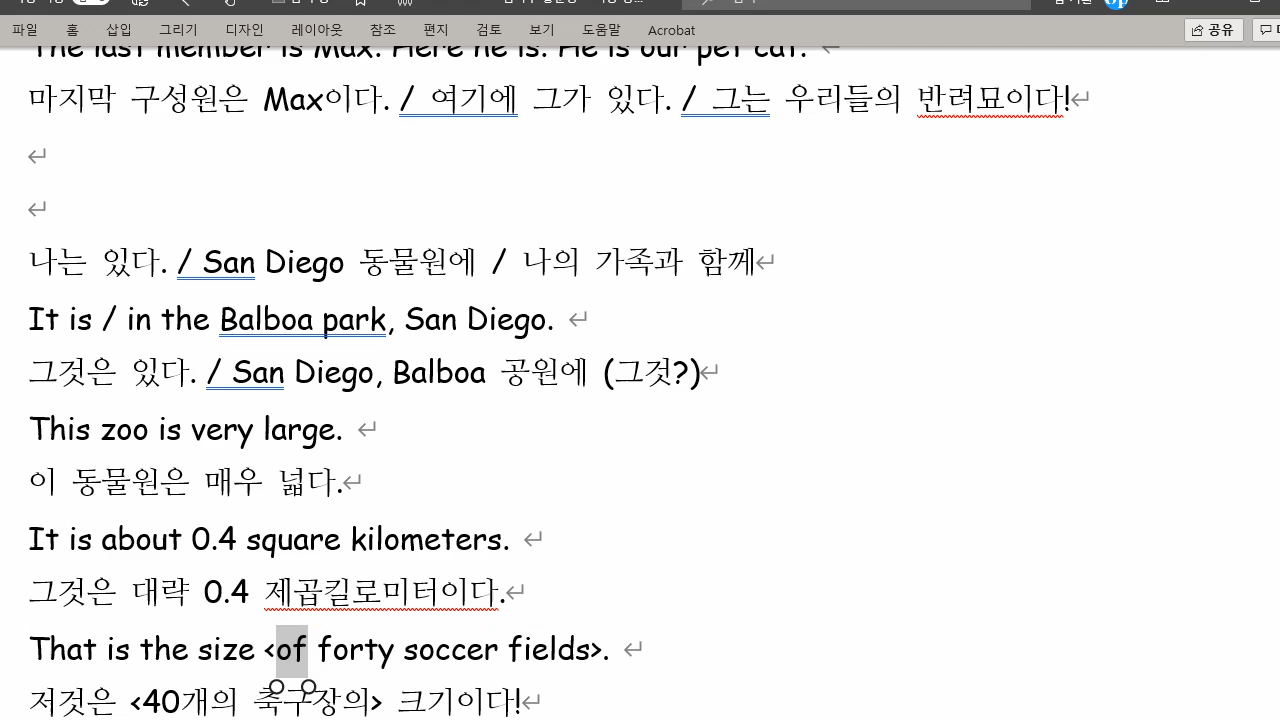 파일 홈 삽입 그리기 디자인 레이아웃 참조 편지 검토 보기 도움말 Acrobat 공유
The last member is Max. Here he is. He is our pet cat.
마지막 구성원은 Max이다. / 여기에 그가 있다. / 그는 우리들의 반려묘이다!
나는 있다. / San Diego 동물원에 / 나의 가족과 함께
It is / in the Balboa park, San Diego.
그것은 있다. / San Diego, Balboa 공원에 (그것?)
This zoo is very large.
이 동물원은 매우 넓다.
It is about 0.4 square kilometers.
그것은 대략 0.4 제곱킬로미터이다.
That is the size <of forty soccer fields>.
저것은 <40개의 축구장의> 크기이다!